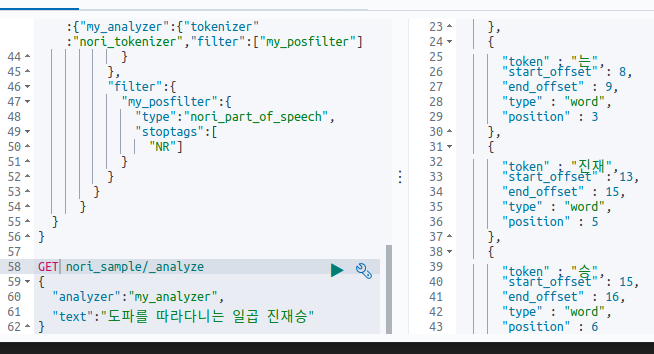 :{"my_analyzer":{"tokenizer"
:"nori_tokenizer","filter":["my_posfilter"]
44 }
45 },
46 "filter":{
47 "my_posfilter":{
48 "type":"nori_part_of_speech",
49 "stoptags":[
50 "NR"]
51 }
52 }
53 }
54 }
55 }
56 }
57
58 GET nori_sample/_analyze
59 {
60 "analyzer":"my_analyzer",
61 "text":"도파를 따라다니는 일곱 진재승"
62 }
23 },
24 {
25 "token" : "는",
26 "start_offset" : 8,
27 "end_offset" : 9,
28 "type" : "word",
29 "position" : 3
30 },
31 {
32 "token" : "진재",
33 "start_offset" : 13,
34 "end_offset" : 15,
35 "type" : "word",
36 "position" : 5
37 },
38 {
39 "token" : "승",
40 "start_offset" : 15,
41 "end_offset" : 16,
42 "type" : "word",
43 "position" : 6